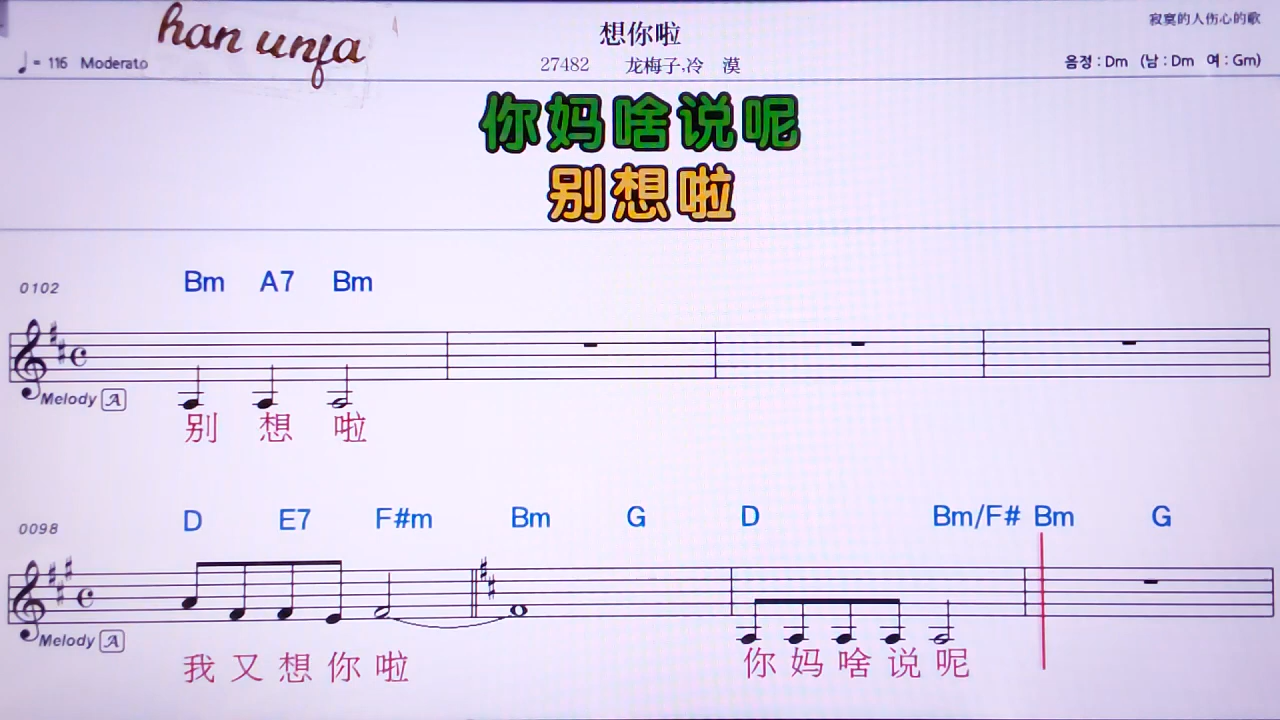 han unfa
想你啦
寂寞的人伤心的歌
♩= 116 Moderato
27482 龙梅子,冷 漠
음정 : Dm (남 : Dm 여 : Gm)
你妈啥说呢
别想啦
0102
Bm A7 Bm
Melody A
别 想 啦
0098
D E7 F#m Bm G D Bm/F# Bm G
Melody A
我 又 想 你 啦 你 妈 啥 说 呢